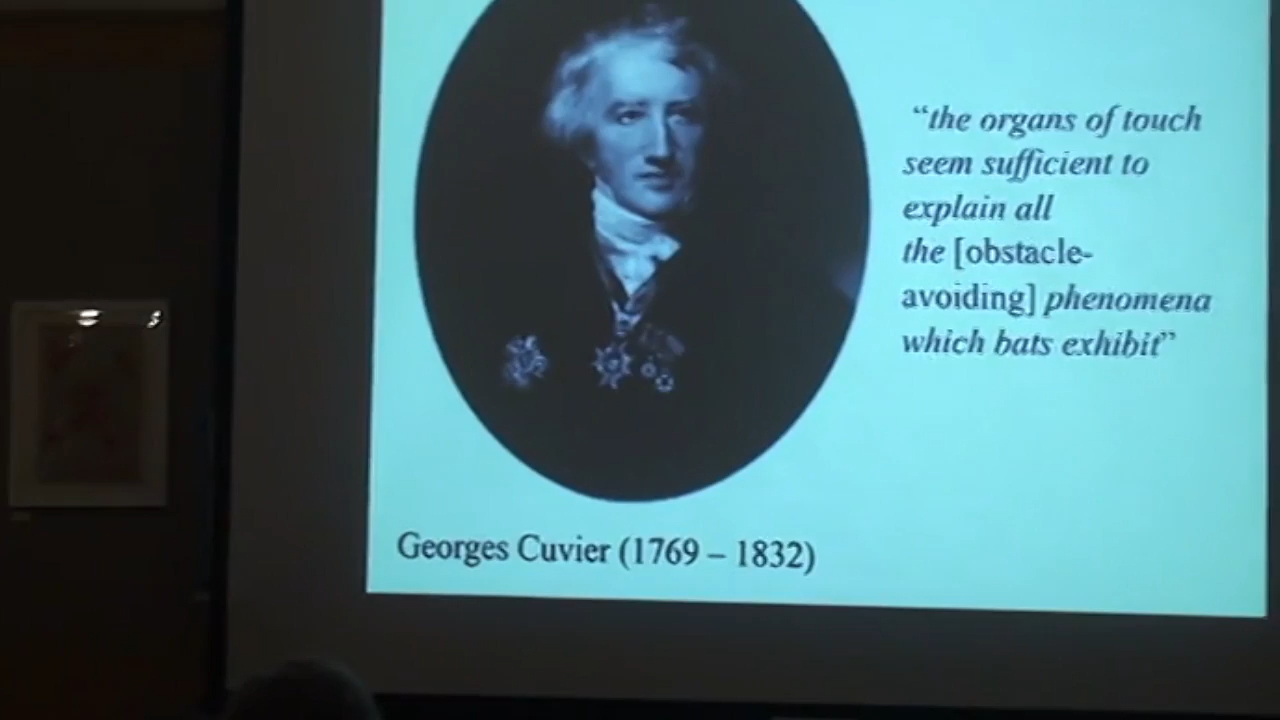 “the organs of touch
seem sufficient to
explain all
the [obstacle-
avoiding] phenomena
which bats exhibit”
Georges Cuvier (1769 – 1832)